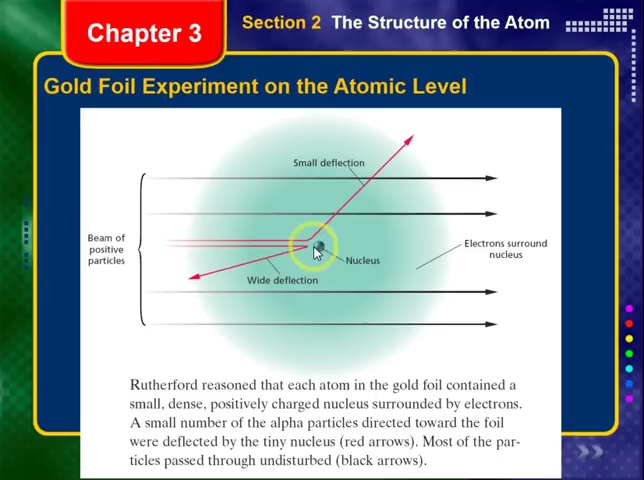 Chapter 3
Section 2 The Structure of the Atom
Gold Foil Experiment on the Atomic Level
Small deflection
Beam of
positive
particles
Electrons surround
nucleus
Nucleus
Wide deflection
Rutherford reasoned that each atom in the gold foil contained a
small, dense, positively charged nucleus surrounded by electrons.
A small number of the alpha particles directed toward the foil
were deflected by the tiny nucleus (red arrows). Most of the par-
ticles passed through undisturbed (black arrows).